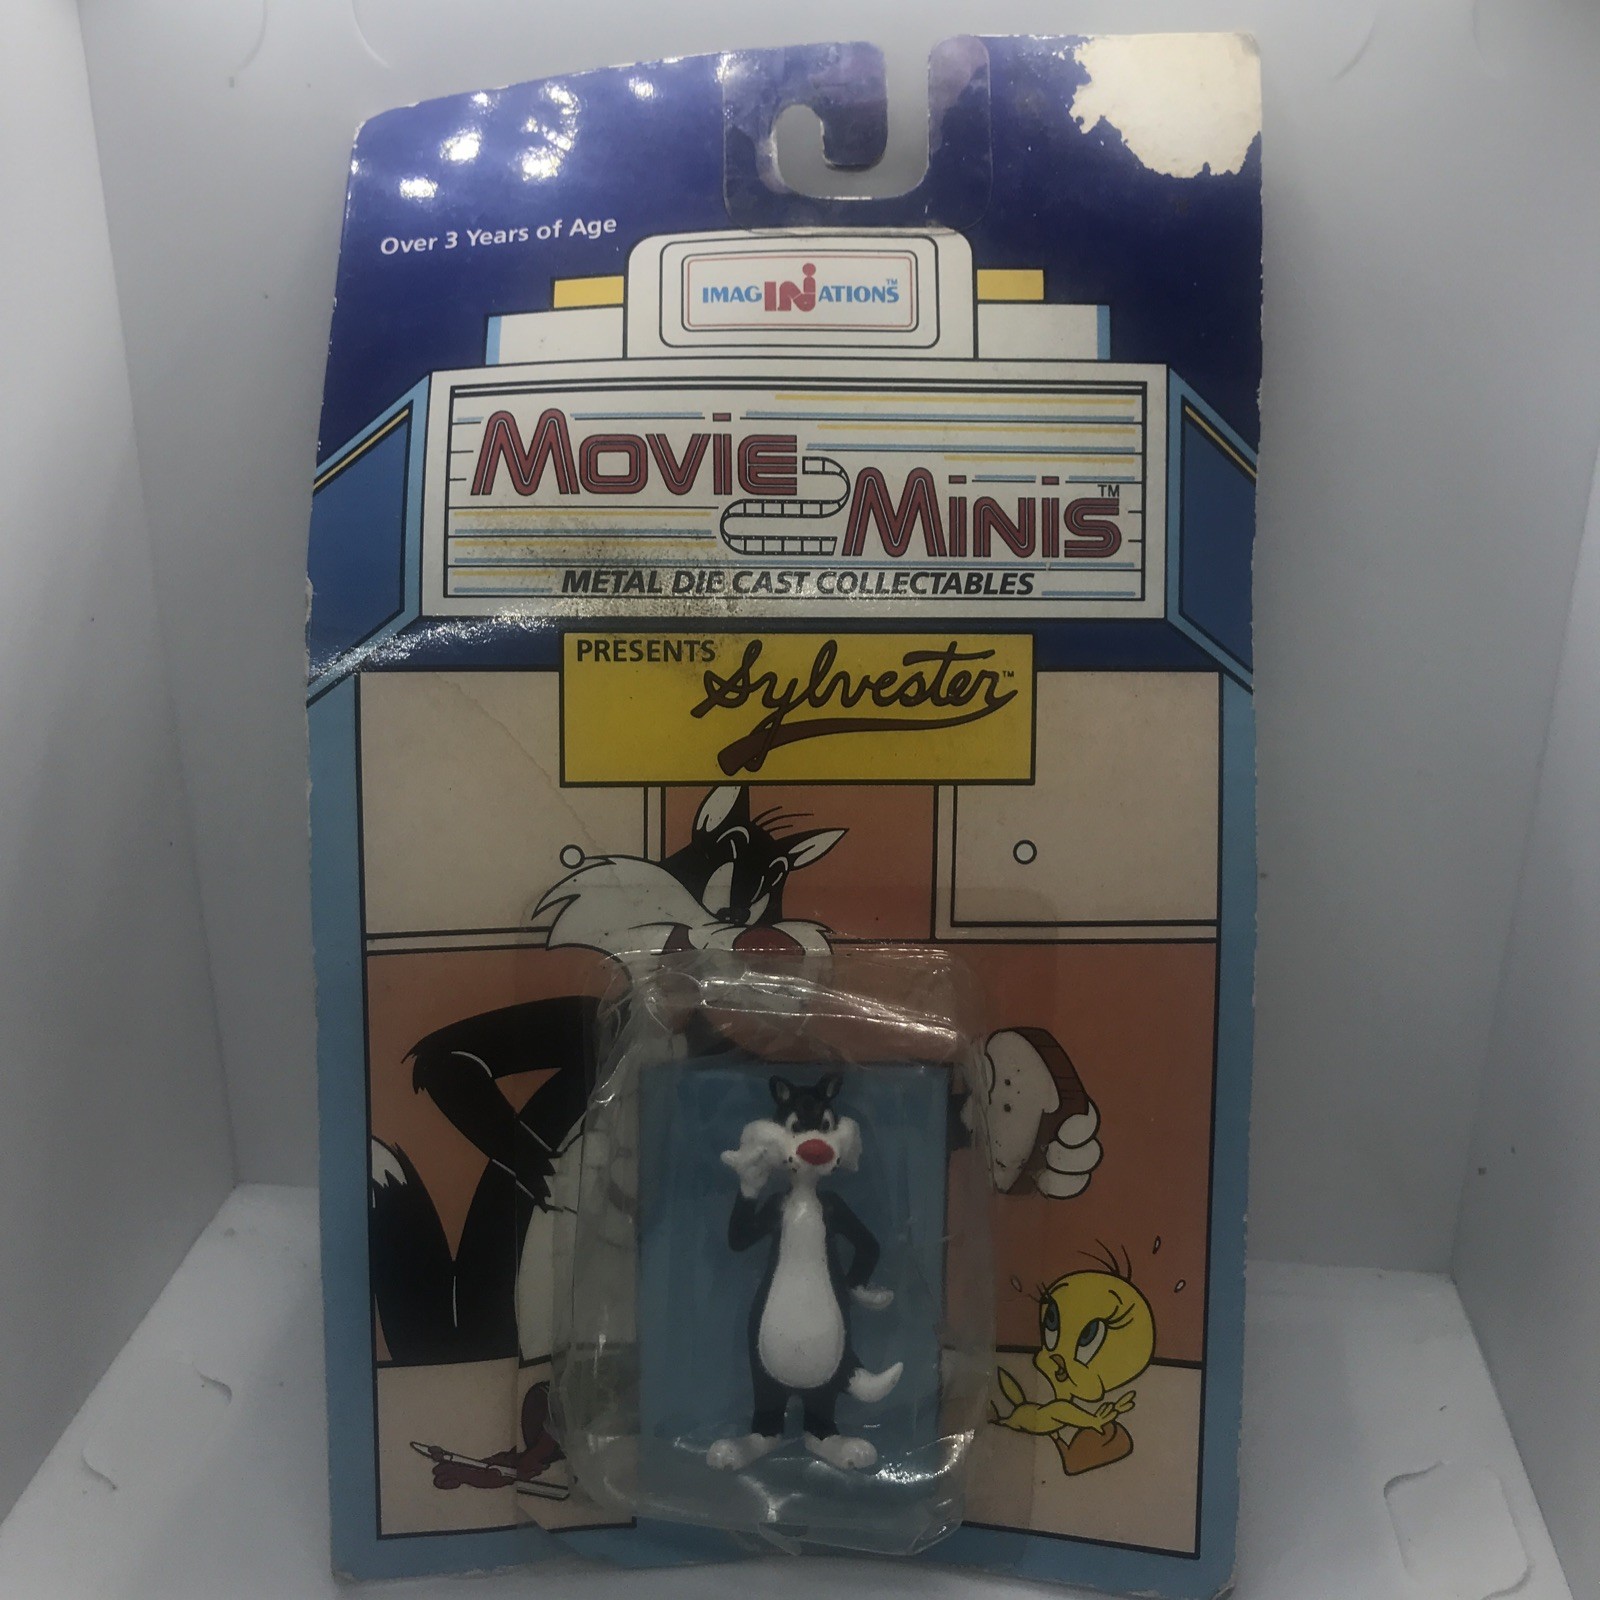 Over 3 Years of Age
IMAGINATIONS™
MOVIE
MINIS™
METAL DIE CAST COLLECTABLES
PRESENTS Sylvester™